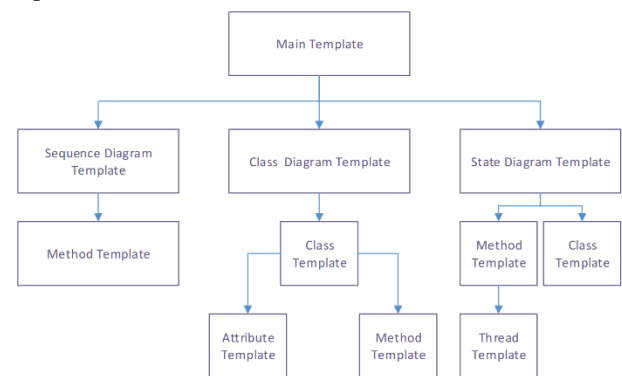 Main Template
Sequence Diagram
Template
Class Diagram Template
State Diagram Template
Method Template
Class
Template
Method
Template
Class
Template
Attribute
Template
Method
Template
Thread
Template